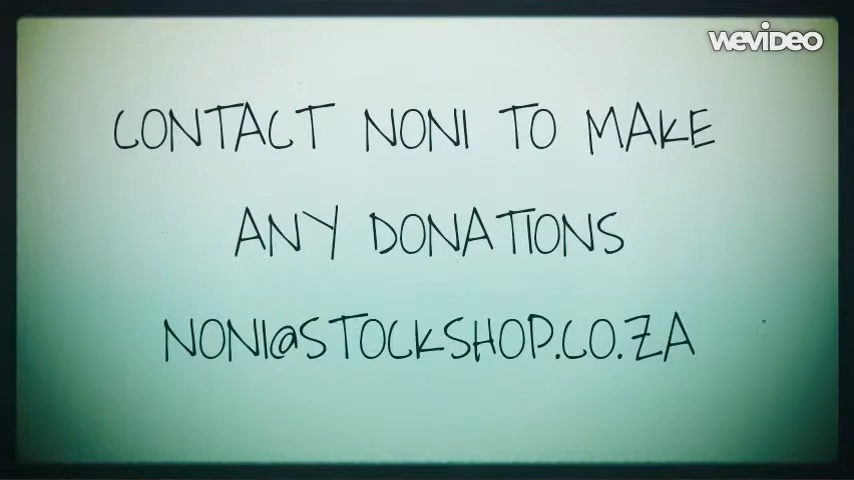 WeVideo
CONTACT NONI TO MAKE
ANY DONATIONS
NONI@STOCKSHOP.CO.ZA